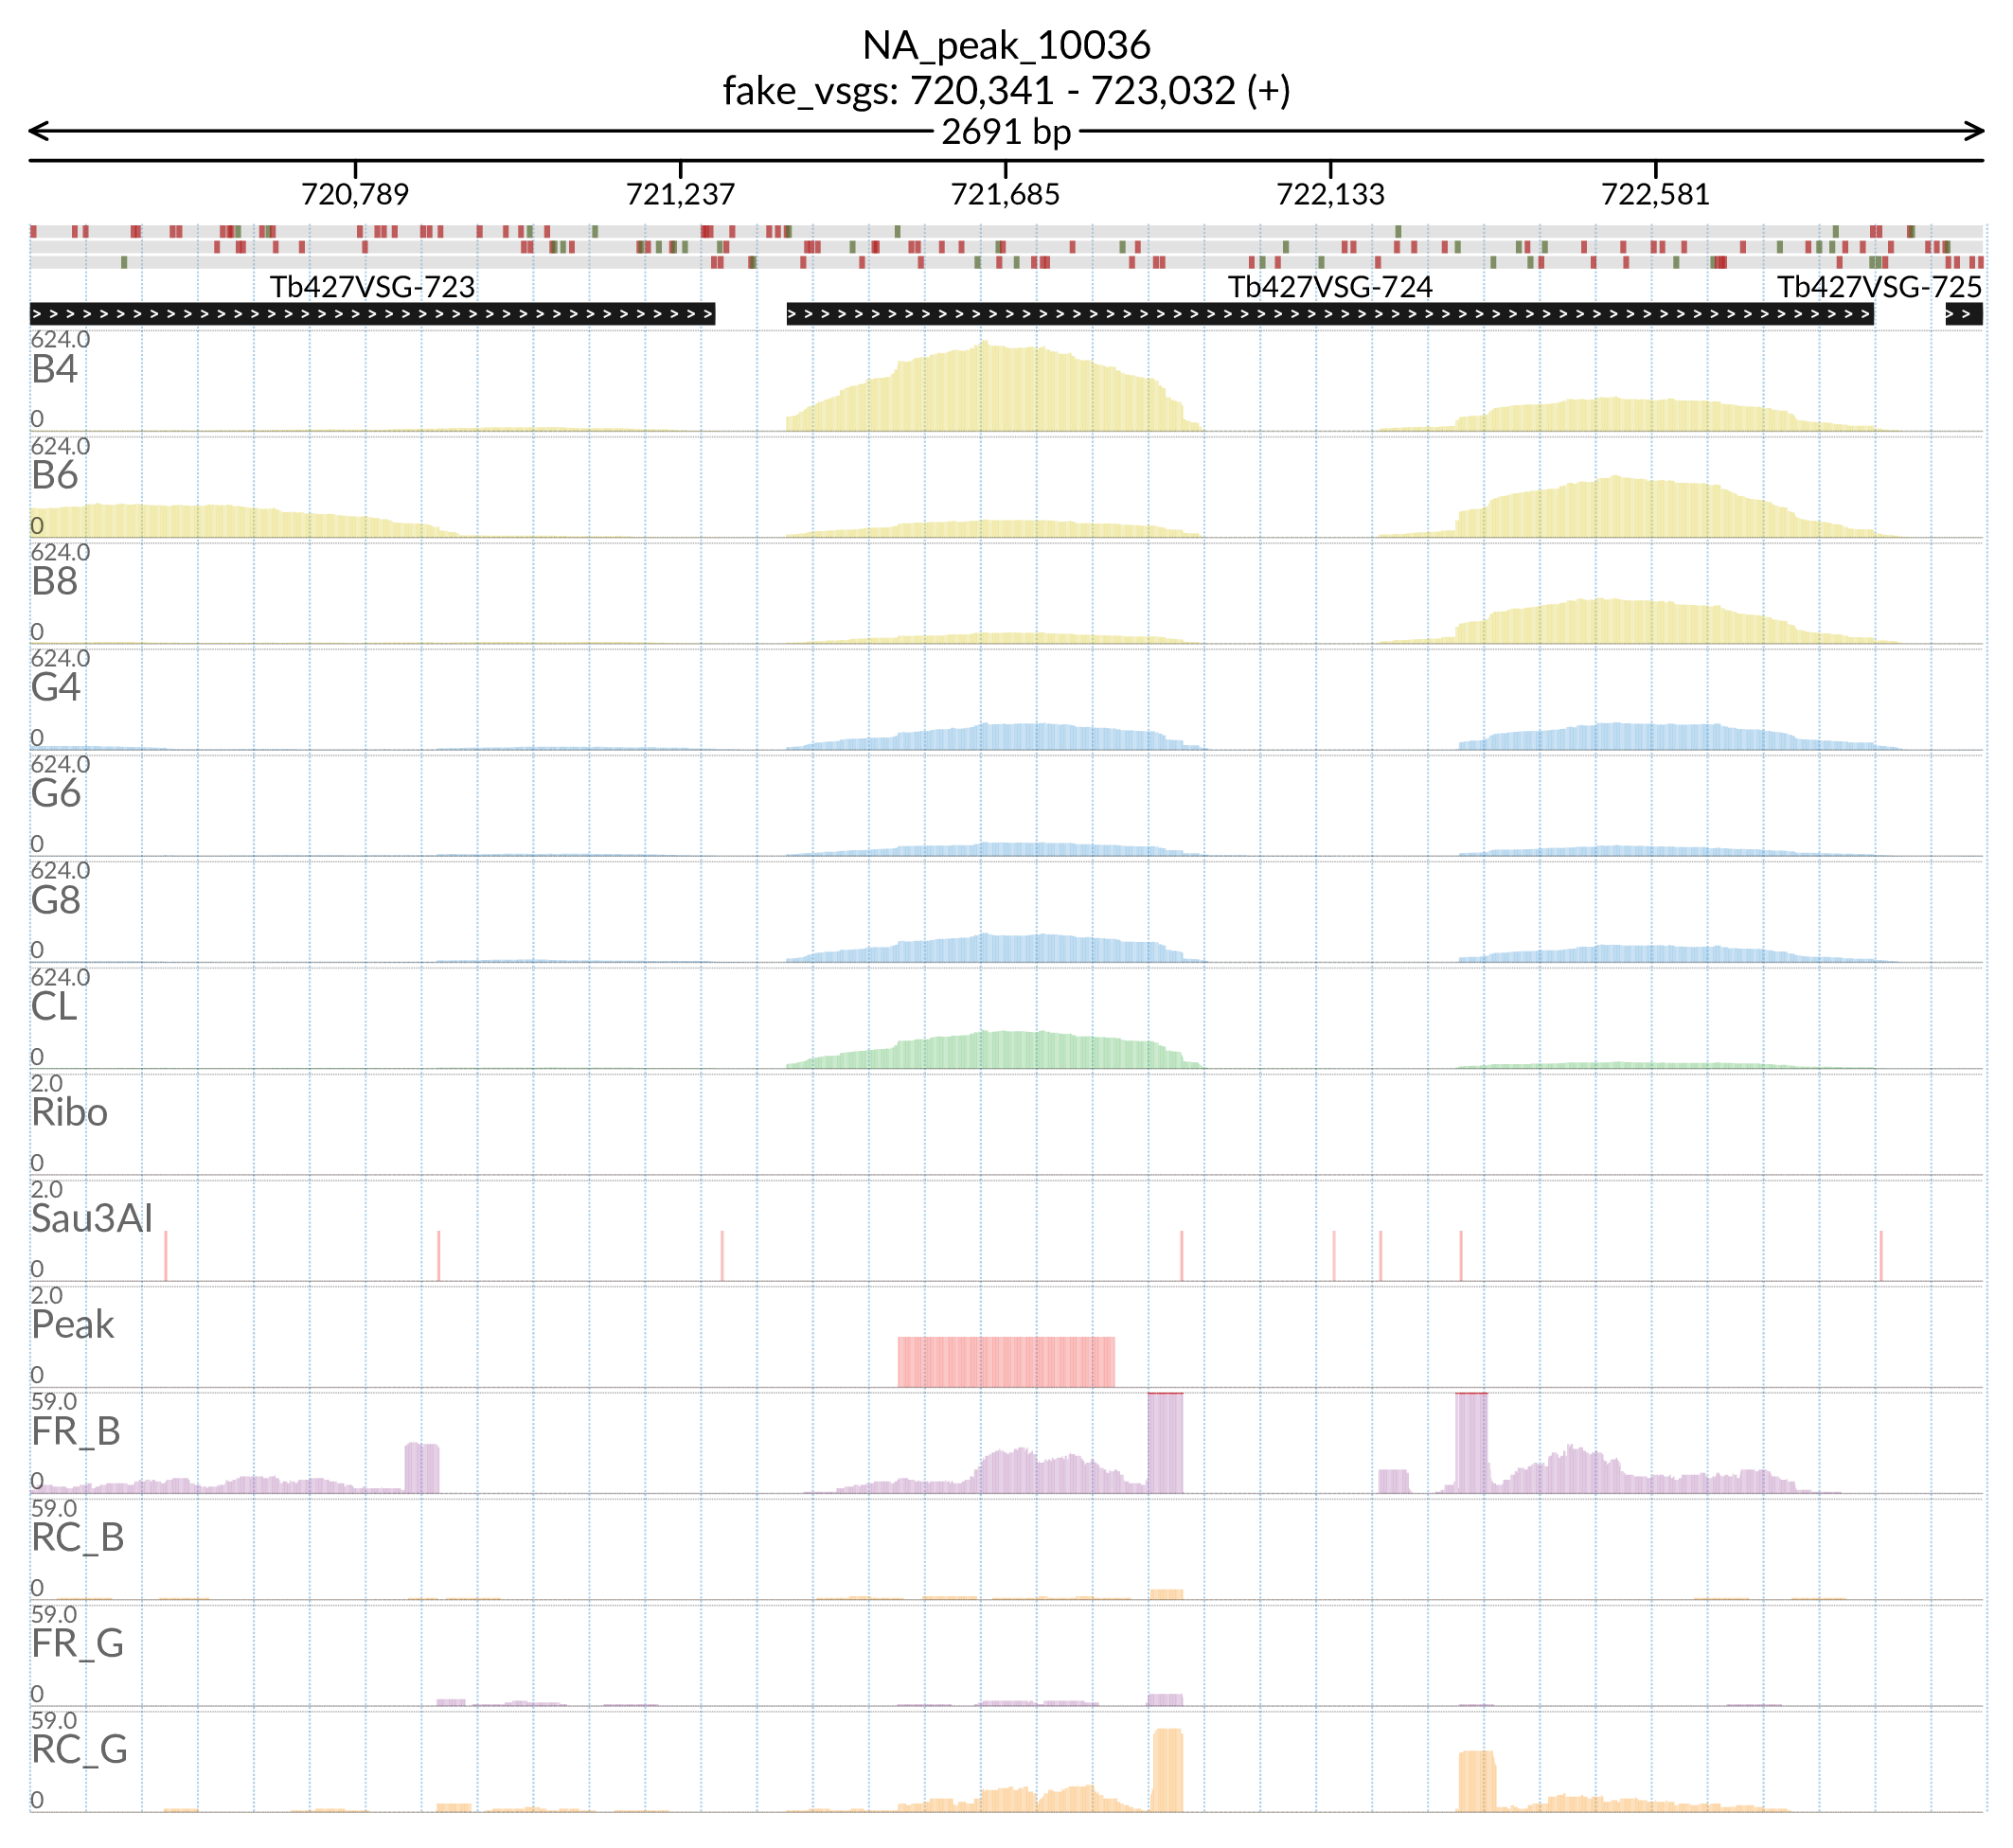 NA_peak_10036
fake_vsgs: 720,341 - 723,032 (+)
2691 bp
720,789 721,237 721,685 722,133 722,581
Tb427VSG-723 Tb427VSG-724 Tb427VSG-725
624.0
B4
0
624.0
B6
0
624.0
B8
0
624.0
G4
0
624.0
G6
0
624.0
G8
0
624.0
CL
0
2.0
Ribo
0
2.0
Sau3AI
0
2.0
Peak
0
59.0
FR_B
0
59.0
RC_B
0
59.0
FR_G
0
59.0
RC_G
0